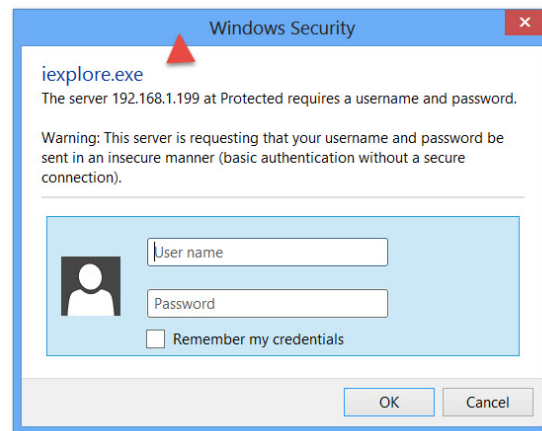 Windows Security
iexplore.exe
The server 192.168.1.199 at Protected requires a username and password.
Warning: This server is requesting that your username and password be
sent in an insecure manner (basic authentication without a secure
connection).
User name
Password
Remember my credentials
OK Cancel